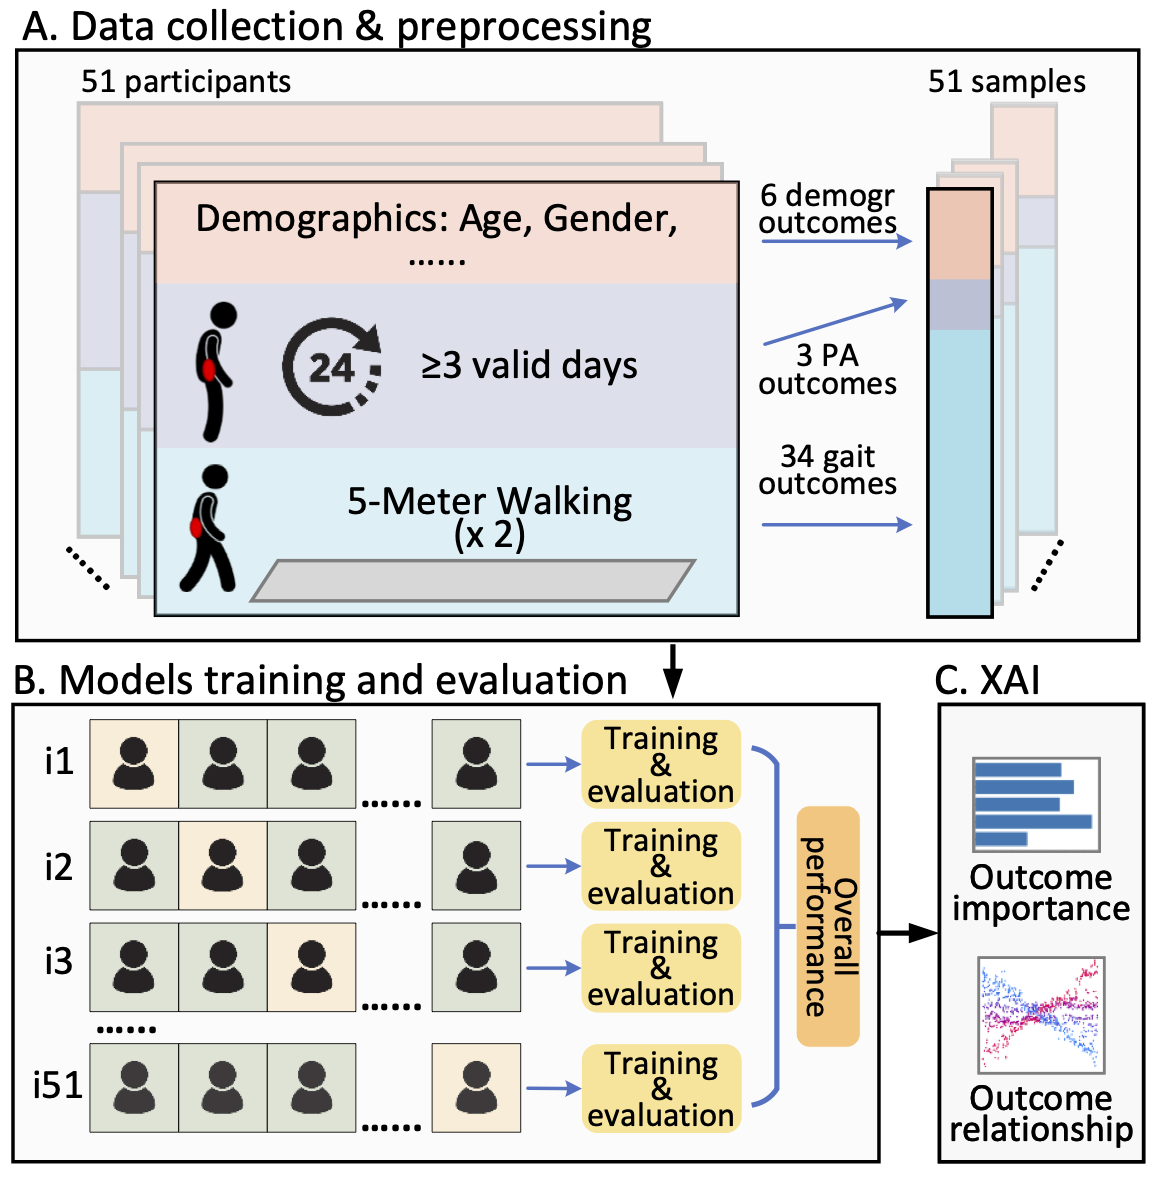 A. Data collection & preprocessing
51 participants
51 samples
Demographics: Age, Gender,
......
24
≥3 valid days
5-Meter Walking
(x 2)
6 demogr
outcomes
3 PA
outcomes
34 gait
outcomes
B. Models training and evaluation
i1
......
Training
&
evaluation
i2
......
Training
&
evaluation
i3
......
Training
&
evaluation
......
i51
......
Training
&
evaluation
Overall
performance
C. XAI
Outcome
importance
Outcome
relationship